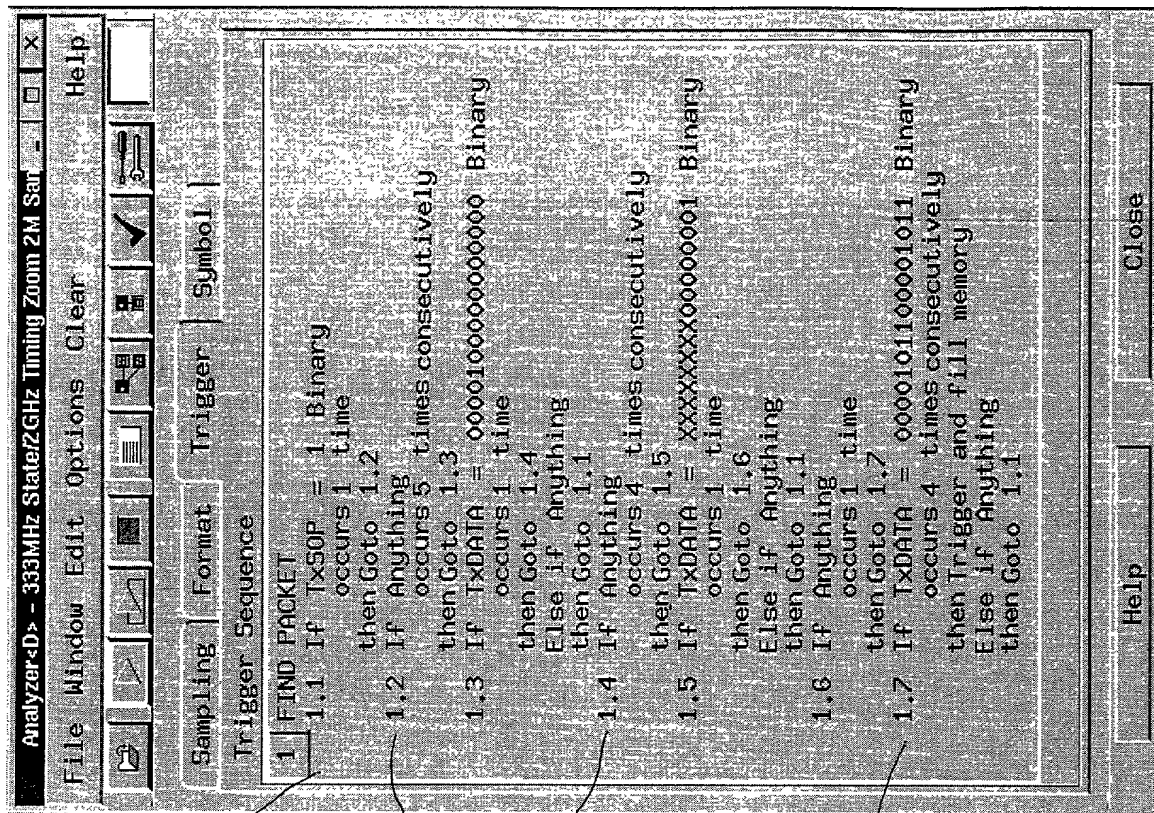 Analyzer<D> - 333MHz State/2GHz Timing Zoom 2M Sam
File Window Edit Options Clear Help
Sampling Format Trigger Symbol
Trigger Sequence
1 FIND PACKET
1.1 If TxSOP = 1 Binary
occurs 1 time
then Goto 1.2
1.2 If Anything
occurs 5 times consecutively
then Goto 1.3
1.3 If TxDATA = 0000100000000000 Binary
occurs 1 time
then Goto 1.4
Else if Anything
then Goto 1.1
1.4 If Anything
occurs 4 times consecutively
then Goto 1.5
1.5 If TxDATA = XXXXXXXX00000001 Binary
occurs 1 time
then Goto 1.6
Else if Anything
then Goto 1.1
1.6 If Anything
occurs 1 time
then Goto 1.7
1.7 If TxDATA = 0000101100001011 Binary
occurs 4 times consecutively
then Trigger and fill memory
Else if Anything
then Goto 1.1
Help Close